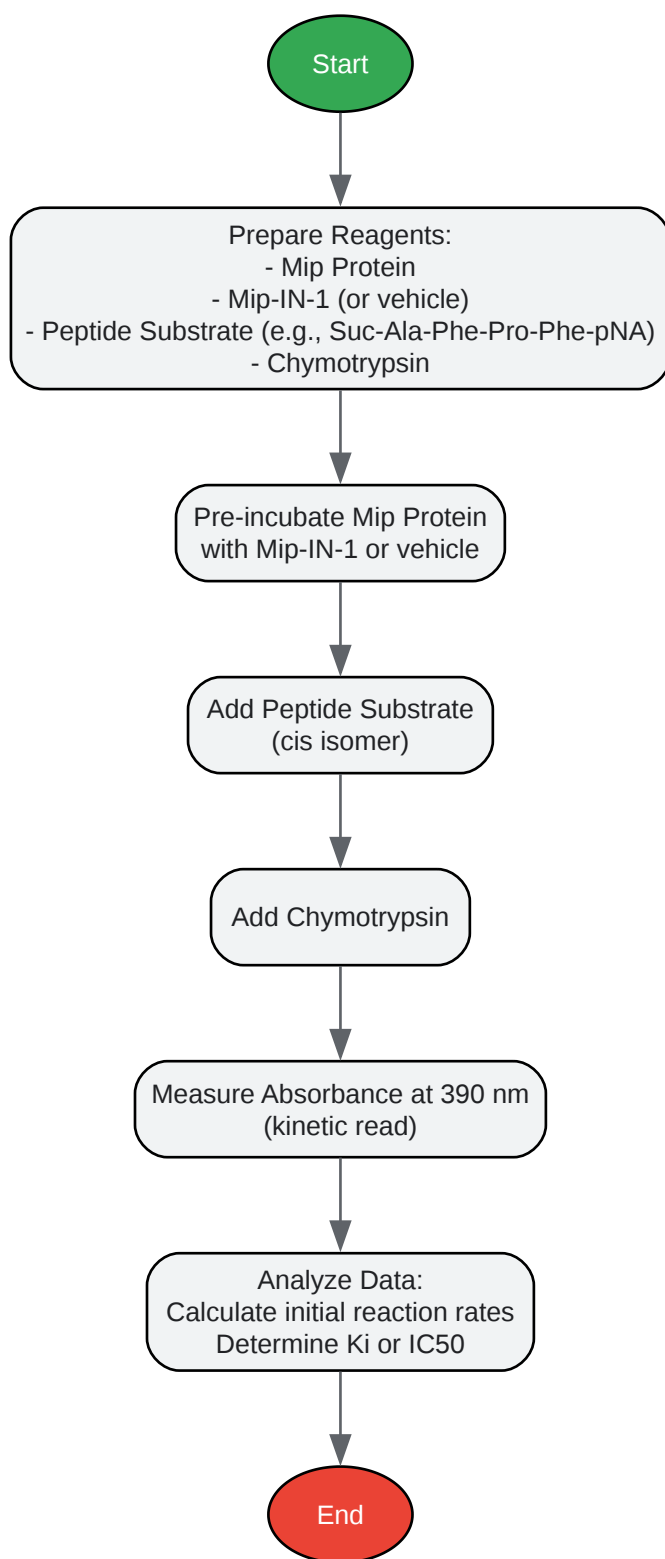 Start
Prepare Reagents:
- Mip Protein
- Mip-IN-1 (or vehicle)
- Peptide Substrate (e.g., Suc-Ala-Phe-Pro-Phe-pNA)
- Chymotrypsin
Pre-incubate Mip Protein
with Mip-IN-1 or vehicle
Add Peptide Substrate
(cis isomer)
Add Chymotrypsin
Measure Absorbance at 390 nm
(kinetic read)
Analyze Data:
Calculate initial reaction rates
Determine Ki or IC50
End